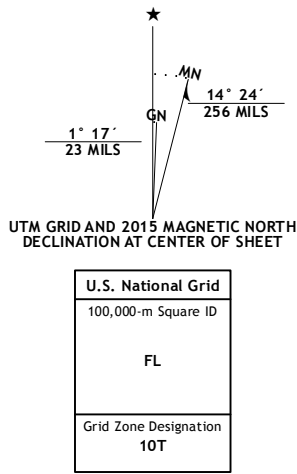 ★
MN
GN
14° 24´
256 MILS
1° 17´
23 MILS
UTM GRID AND 2015 MAGNETIC NORTH
DECLINATION AT CENTER OF SHEET
U.S. National Grid
100,000-m Square ID
FL
Grid Zone Designation
10T